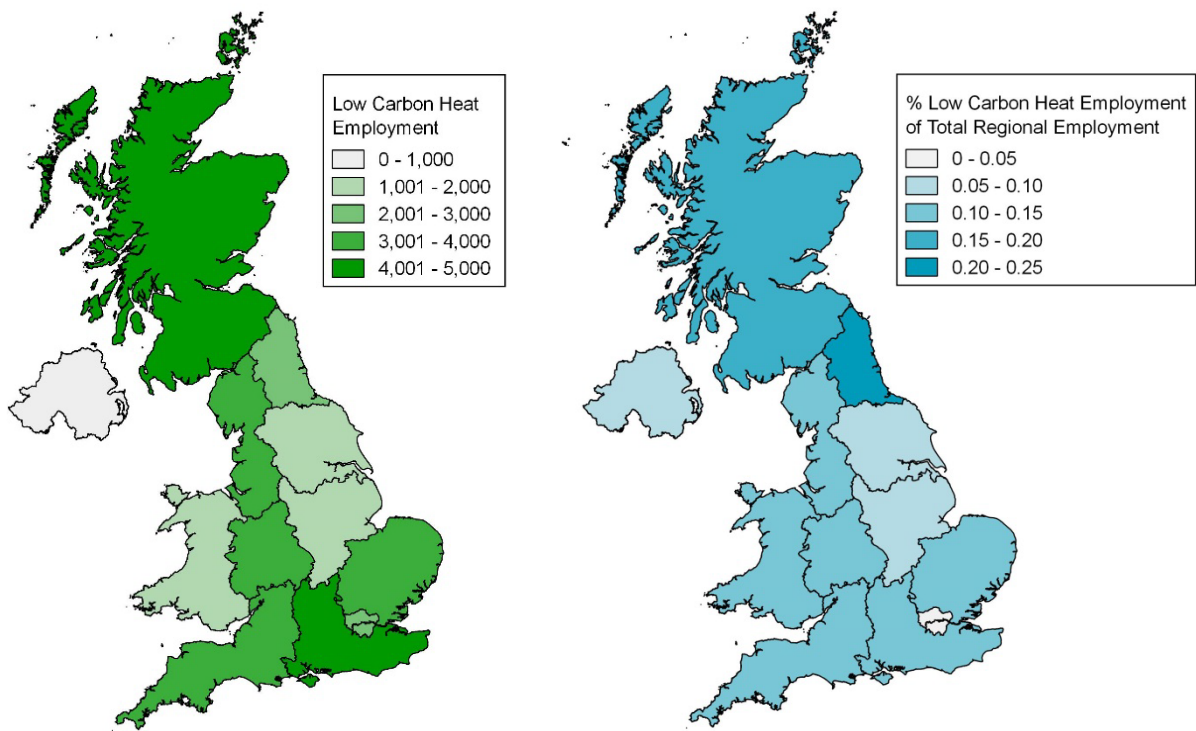 Low Carbon Heat
Employment
0 - 1,000
1,001 - 2,000
2,001 - 3,000
3,001 - 4,000
4,001 - 5,000
% Low Carbon Heat Employment
of Total Regional Employment
0 - 0.05
0.05 - 0.10
0.10 - 0.15
0.15 - 0.20
0.20 - 0.25